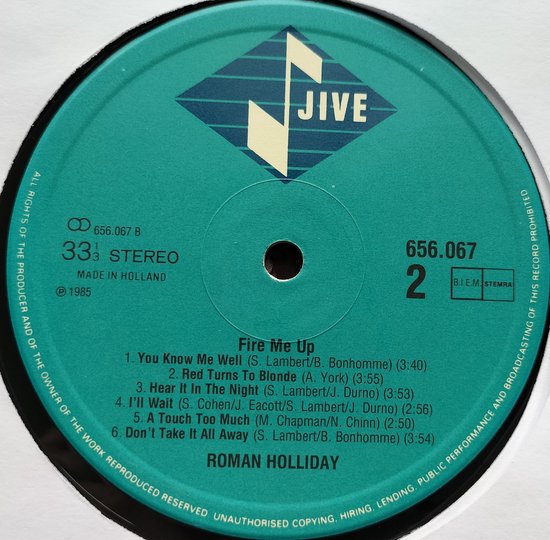 JIVE
656.067 B
33 1/3 STEREO
MADE IN HOLLAND
℗ 1985
656.067
2
B.I.E.M. STEMRA
Fire Me Up
1. You Know Me Well (S. Lambert/B. Bonhomme) (3:40)
2. Red Turns To Blonde (A. York) (3:55)
3. Hear It In The Night (S. Lambert/J. Durno) (3:53)
4. I'll Wait (S. Cohen/J. Eacott/S. Lambert/J. Durno) (2:56)
5. A Touch Too Much (M. Chapman/N. Chinn) (2:50)
6. Don't Take It All Away (S. Lambert/B. Bonhomme) (3:54)
ROMAN HOLLIDAY
ALL RIGHTS OF THE PRODUCER AND OF THE OWNER OF THE WORK REPRODUCED RESERVED. UNAUTHORISED COPYING, HIRING, LENDING, PUBLIC PERFORMANCE AND BROADCASTING OF THIS RECORD PROHIBITED